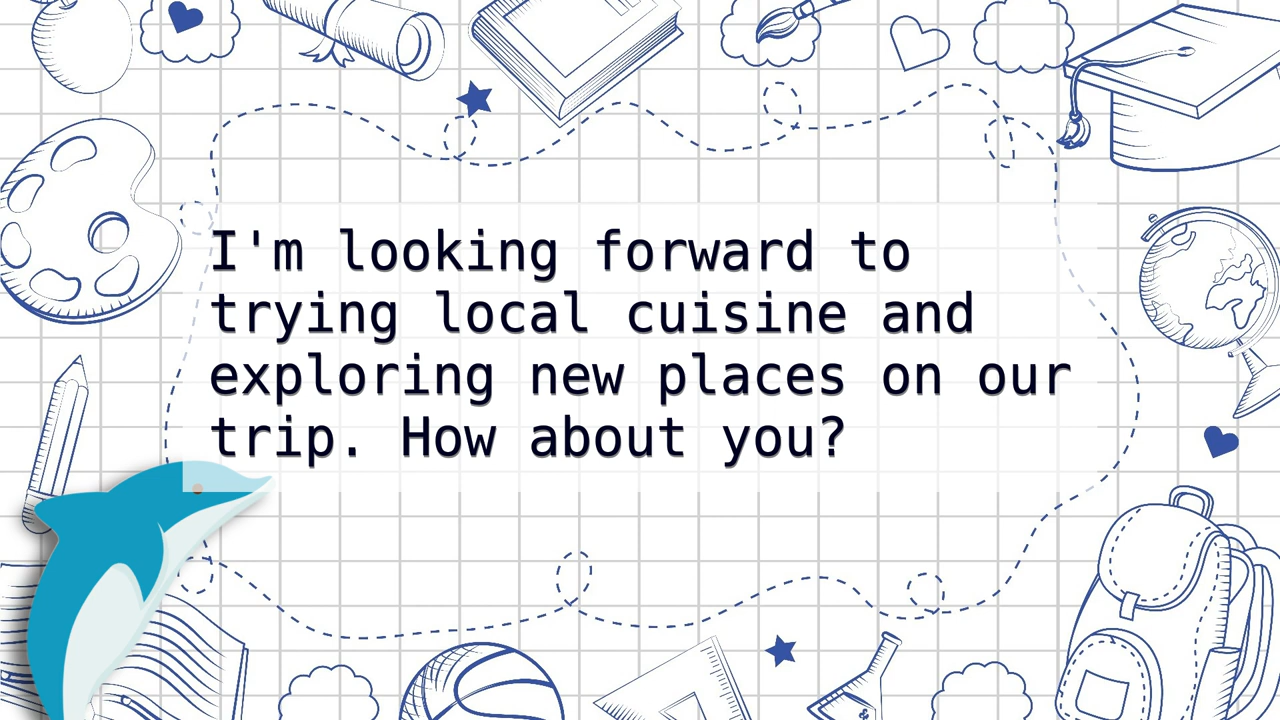 I'm looking forward to
trying local cuisine and
exploring new places on our
trip. How about you?